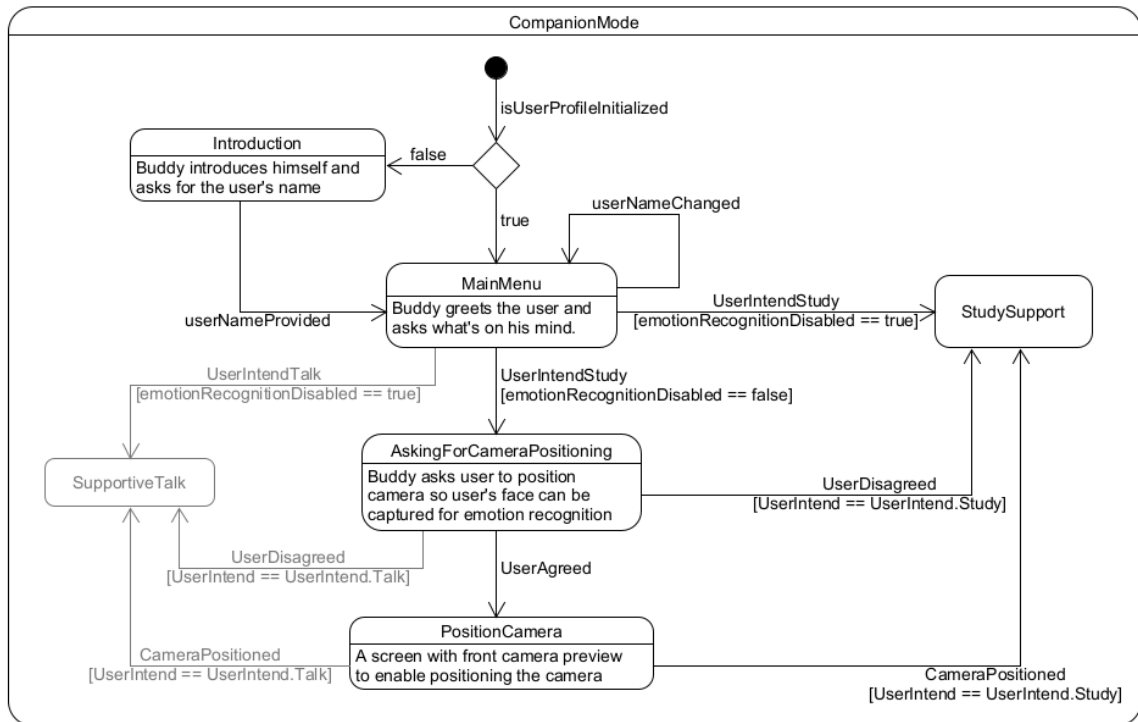 CompanionMode
isUserProfileInitialized
Introduction
Buddy introduces himself and
asks for the user's name
false
true
userNameChanged
MainMenu
Buddy greets the user and
asks what's on his mind.
userNameProvided
UserIntendStudy
[emotionRecognitionDisabled == true]
StudySupport
UserIntendTalk
[emotionRecognitionDisabled == true]
UserIntendStudy
[emotionRecognitionDisabled == false]
AskingForCameraPositioning
Buddy asks user to position
camera so user's face can be
captured for emotion recognition
SupportiveTalk
UserDisagreed
[UserIntend == UserIntend.Study]
UserDisagreed
[UserIntend == UserIntend.Talk]
UserAgreed
PositionCamera
A screen with front camera preview
to enable positioning the camera
CameraPositioned
[UserIntend == UserIntend.Talk]
CameraPositioned
[UserIntend == UserIntend.Study]